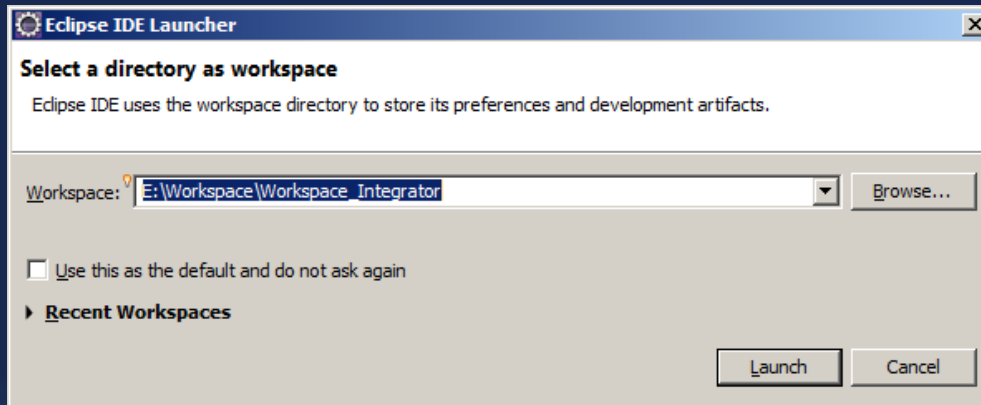 Eclipse IDE Launcher
Select a directory as workspace
Eclipse IDE uses the workspace directory to store its preferences and development artifacts.
Workspace: E:\Workspace\Workspace_Integrator Browse...
Use this as the default and do not ask again
Recent Workspaces
Launch Cancel